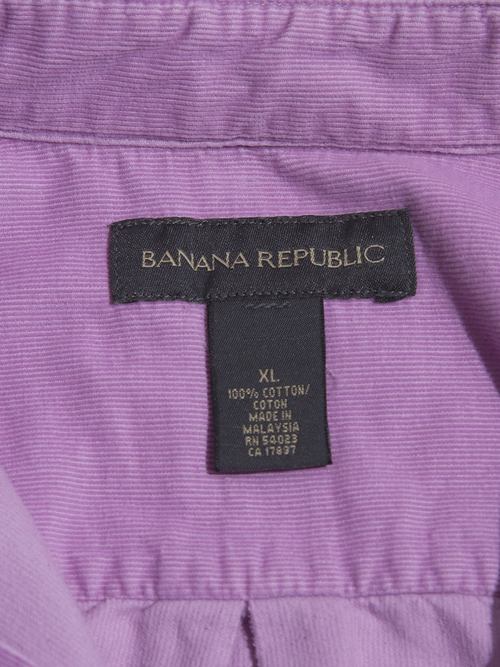 BANANA REPUBLIC
XL
100% COTTON/
COTON
MADE IN
MALAYSIA
RN 54023
CA 17897